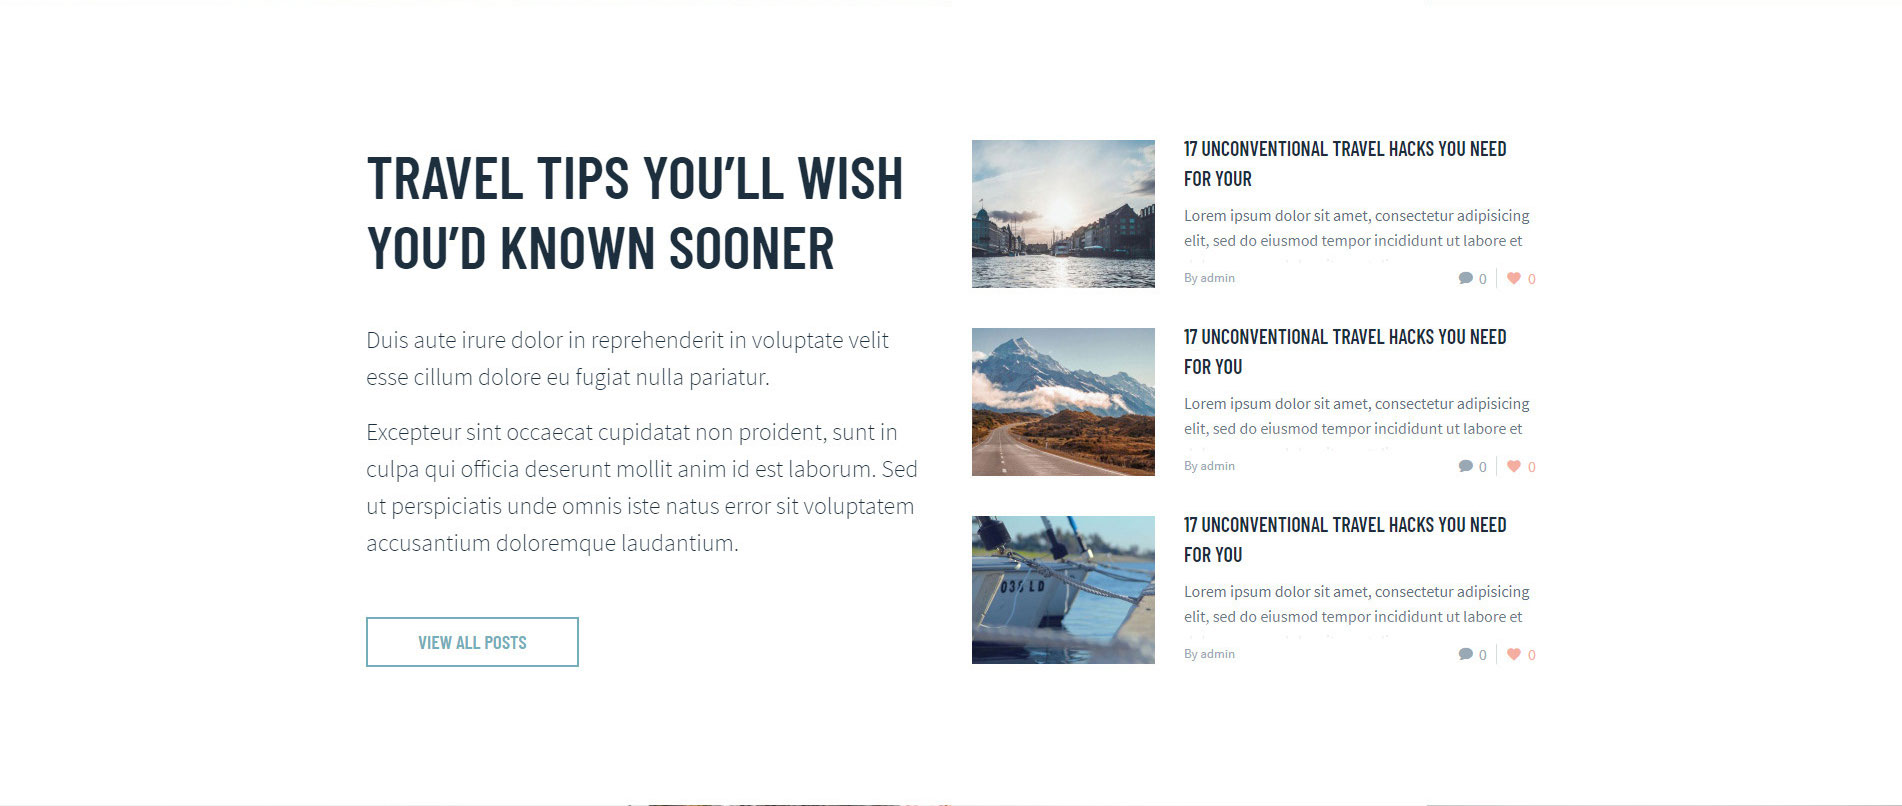 TRAVEL TIPS YOU’LL WISH
YOU’D KNOWN SOONER
Duis aute irure dolor in reprehenderit in voluptate velit
esse cillum dolore eu fugiat nulla pariatur.
Excepteur sint occaecat cupidatat non proident, sunt in
culpa qui officia deserunt mollit anim id est laborum. Sed
ut perspiciatis unde omnis iste natus error sit voluptatem
accusantium doloremque laudantium.
VIEW ALL POSTS
17 UNCONVENTIONAL TRAVEL HACKS YOU NEED
FOR YOUR
Lorem ipsum dolor sit amet, consectetur adipisicing
elit, sed do eiusmod tempor incididunt ut labore et
By admin 0 0
17 UNCONVENTIONAL TRAVEL HACKS YOU NEED
FOR YOU
Lorem ipsum dolor sit amet, consectetur adipisicing
elit, sed do eiusmod tempor incididunt ut labore et
By admin 0 0
17 UNCONVENTIONAL TRAVEL HACKS YOU NEED
FOR YOU
Lorem ipsum dolor sit amet, consectetur adipisicing
elit, sed do eiusmod tempor incididunt ut labore et
By admin 0 0